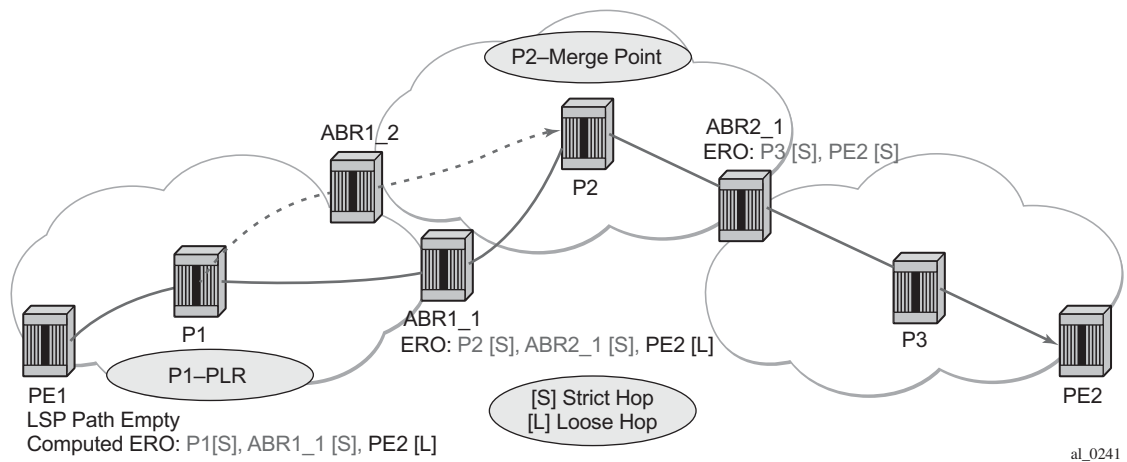 P2–Merge Point
ABR1_2
P2
ABR2_1
ERO: P3 [S], PE2 [S]
P1
ABR1_1
ERO: P2 [S], ABR2_1 [S], PE2 [L]
P3
P1–PLR
PE2
PE1
LSP Path Empty
Computed ERO: P1[S], ABR1_1 [S], PE2 [L]
[S] Strict Hop
[L] Loose Hop
al_0241